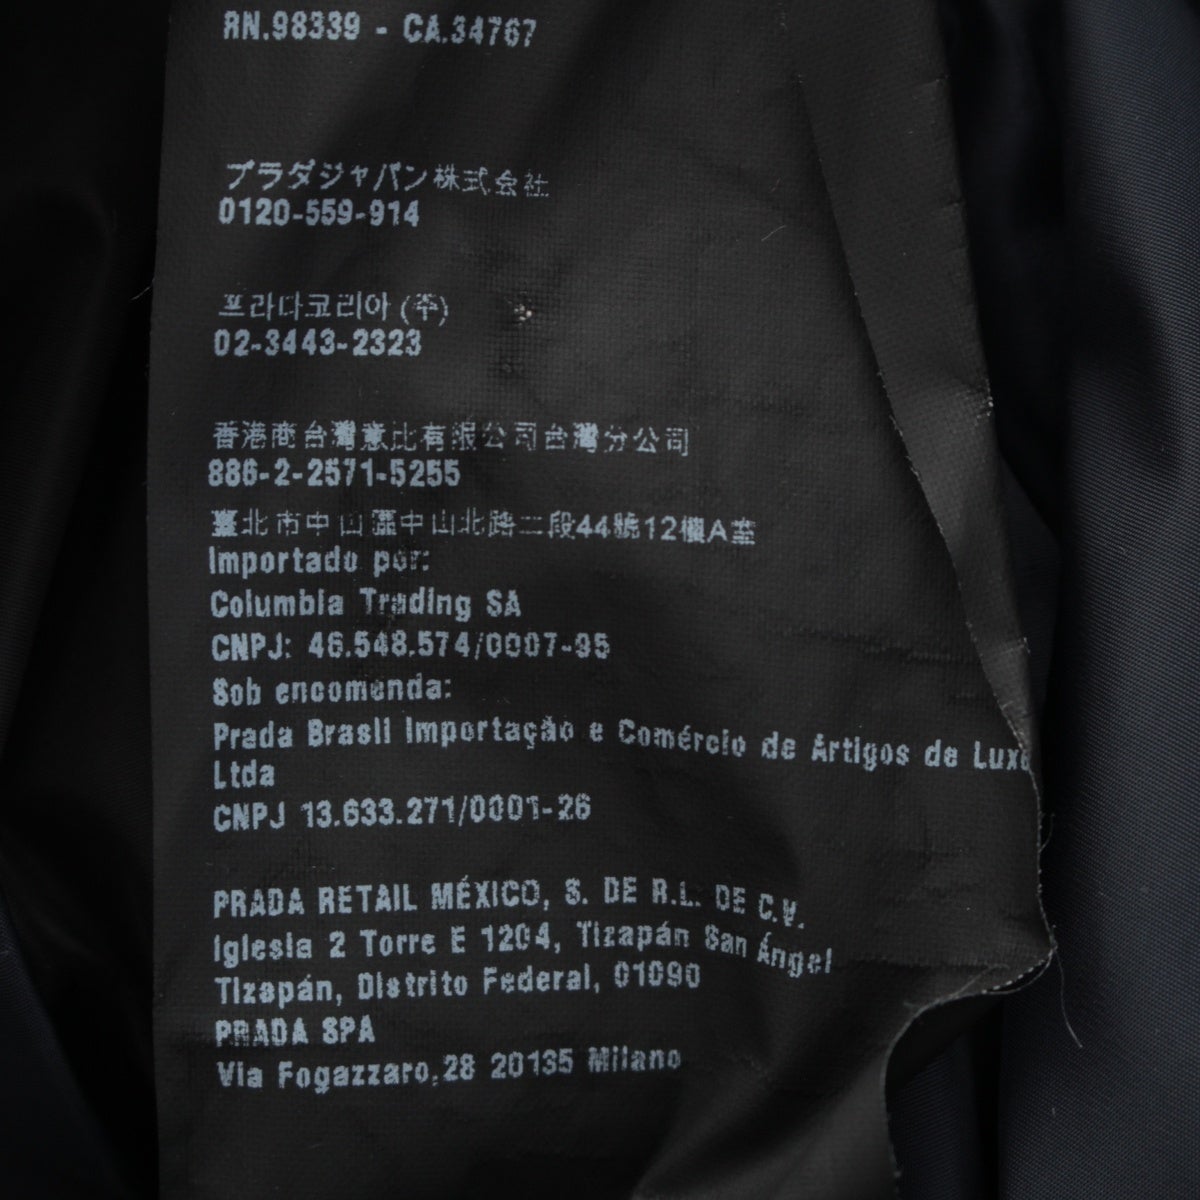 RN.98339 - CA.34767
プラダジャパン株式会社
0120-559-914
프라다코리아 (주)
02-3443-2323
香港商台灣意比有限公司台灣分公司
886-2-2571-5255
臺北市中山區中山北路二段44號12樓A室
Importado por:
Columbia Trading SA
CNPJ: 46.548.574/0007-95
Sob encomenda:
Prada Brasil Importação e Comércio de Artigos de Luxo
Ltda
CNPJ 13.633.271/0001-26
PRADA RETAIL MÉXICO, S. DE R.L. DE C.V.
Iglesia 2 Torre E 1204, Tizapán San Ángel
Tizapán, Distrito Federal, 01090
PRADA SPA
Via Fogazzaro,28 20135 Milano